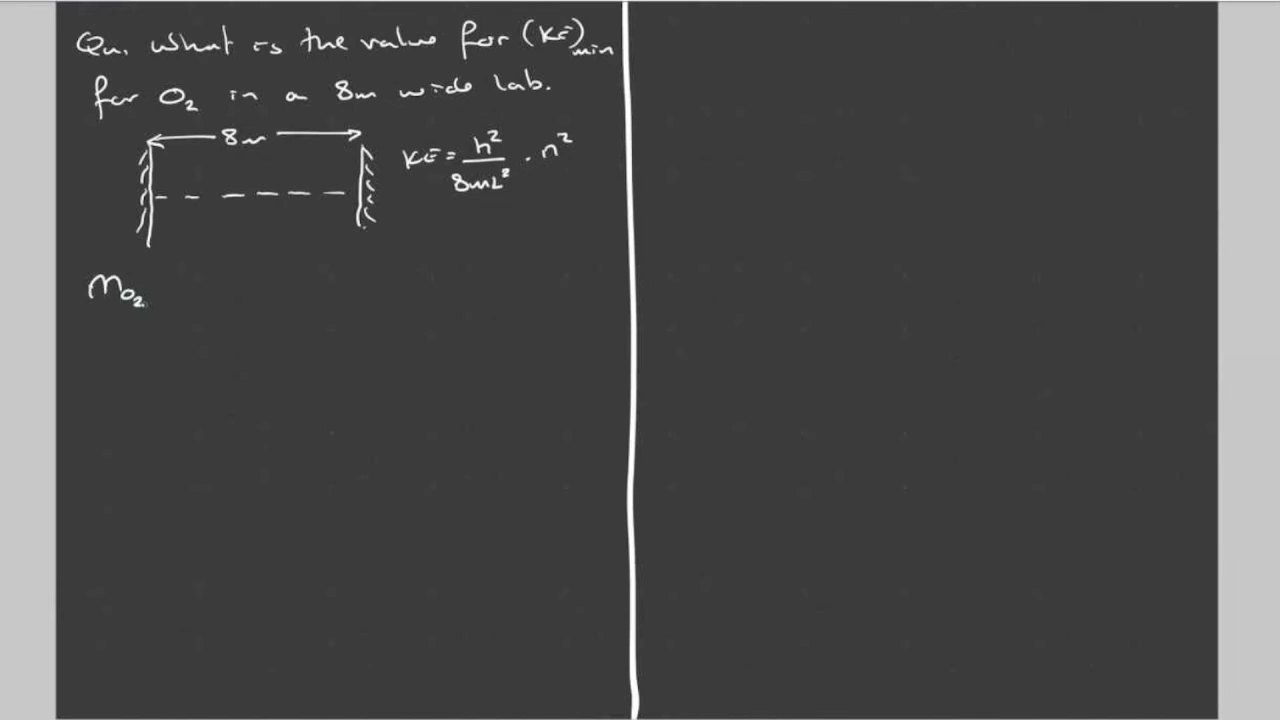 Qu. What is the value for (KE)min
for O₂ in a 8m wide lab.
8m
KE = h²/8mL² . n²
mO₂